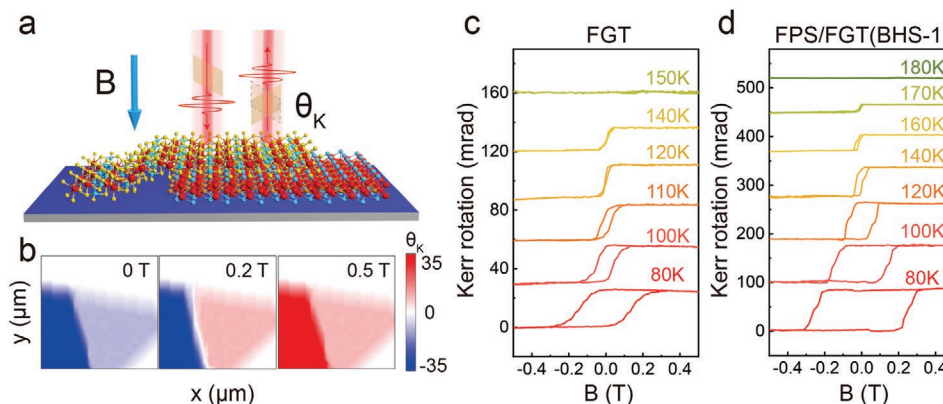 a
B
θK
b
0 T
0.2 T
0.5 T
θK
35
0
-35
y (μm)
x (μm)
c
FGT
Kerr rotation (mrad)
160
120
80
40
0
150K
140K
120K
110K
100K
80K
-0.4 -0.2 0.0 0.2 0.4
B (T)
d
FPS/FGT(BHS-1
Kerr rotation (mrad)
500
400
300
200
100
0
180K
170K
160K
140K
120K
100K
80K
-0.4 -0.2 0.0 0.2 0.4
B (T)